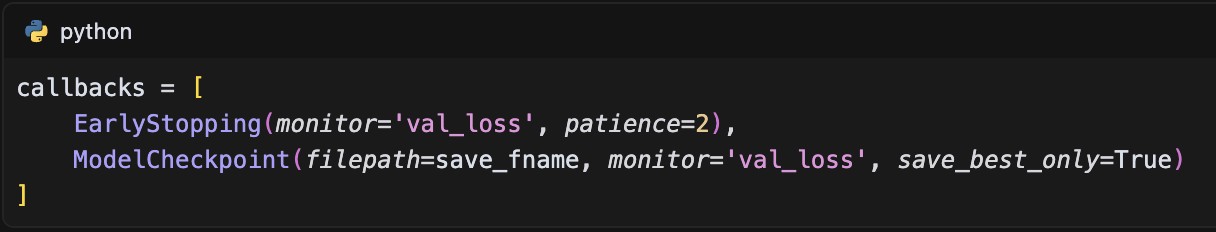 python
callbacks = [
    EarlyStopping(monitor='val_loss', patience=2),
    ModelCheckpoint(filepath=save_fname, monitor='val_loss', save_best_only=True)
]